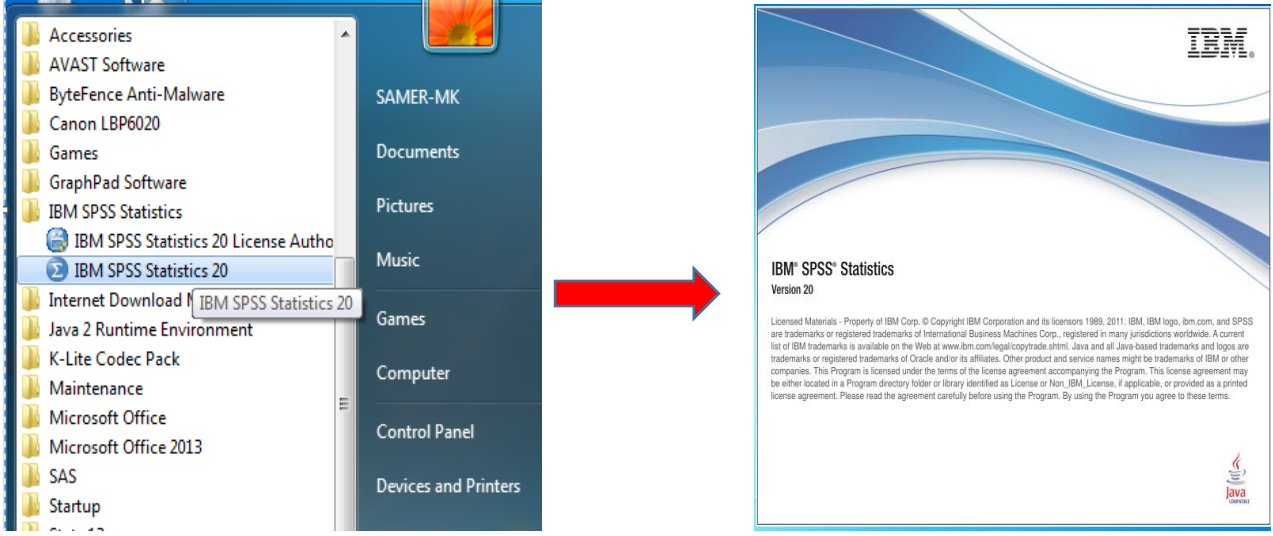 Accessories
AVAST Software
ByteFence Anti-Malware
Canon LBP6020
Games
GraphPad Software
IBM SPSS Statistics
IBM SPSS Statistics 20 License Autho
IBM SPSS Statistics 20
Internet Download
IBM SPSS Statistics 20
Java 2 Runtime Environment
K-Lite Codec Pack
Maintenance
Microsoft Office
Microsoft Office 2013
SAS
Startup
SAMER-MK
Documents
Pictures
Music
Games
Computer
Control Panel
Devices and Printers
IBM®
IBM® SPSS® Statistics
Version 20
Licensed Materials - Property of IBM Corp. © Copyright IBM Corporation and its licensors 1989, 2011. IBM, IBM logo, ibm.com, and SPSS
are trademarks or registered trademarks of International Business Machines Corp., registered in many jurisdictions worldwide. A current
list of IBM trademarks is available on the Web at www.ibm.com/legal/copytrade.shtml. Java and all Java-based trademarks and logos are
trademarks or registered trademarks of Oracle and/or its affiliates. Other product and service names might be trademarks of IBM or other
companies. This Program is licensed under the terms of the license agreement accompanying the Program. This license agreement may
be either located in a Program directory folder or library identified as License or Non_IBM_License, if applicable, or provided as a printed
license agreement. Please read the agreement carefully before using the Program. By using the Program you agree to these terms.
Java
COMPATIBLE